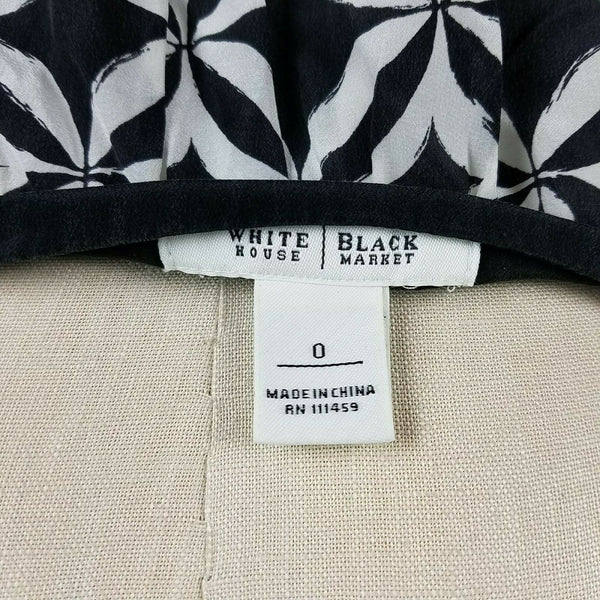 WHITE | BLACK
HOUSE | MARKET
0
MADE IN CHINA
RN 111459